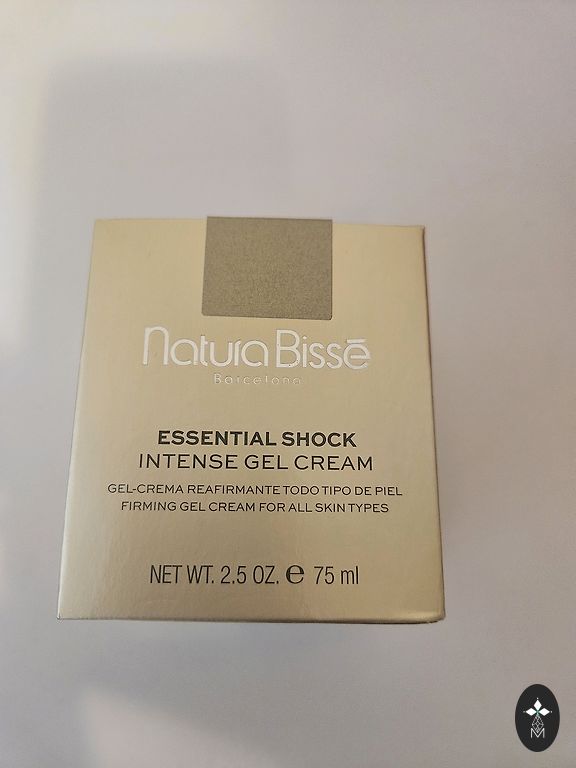 Natura Bissē
Barcelona
ESSENTIAL SHOCK
INTENSE GEL CREAM
GEL-CREMA REAFIRMANTE TODO TIPO DE PIEL
FIRMING GEL CREAM FOR ALL SKIN TYPES
NET WT. 2.5 OZ. ℮ 75 ml
M